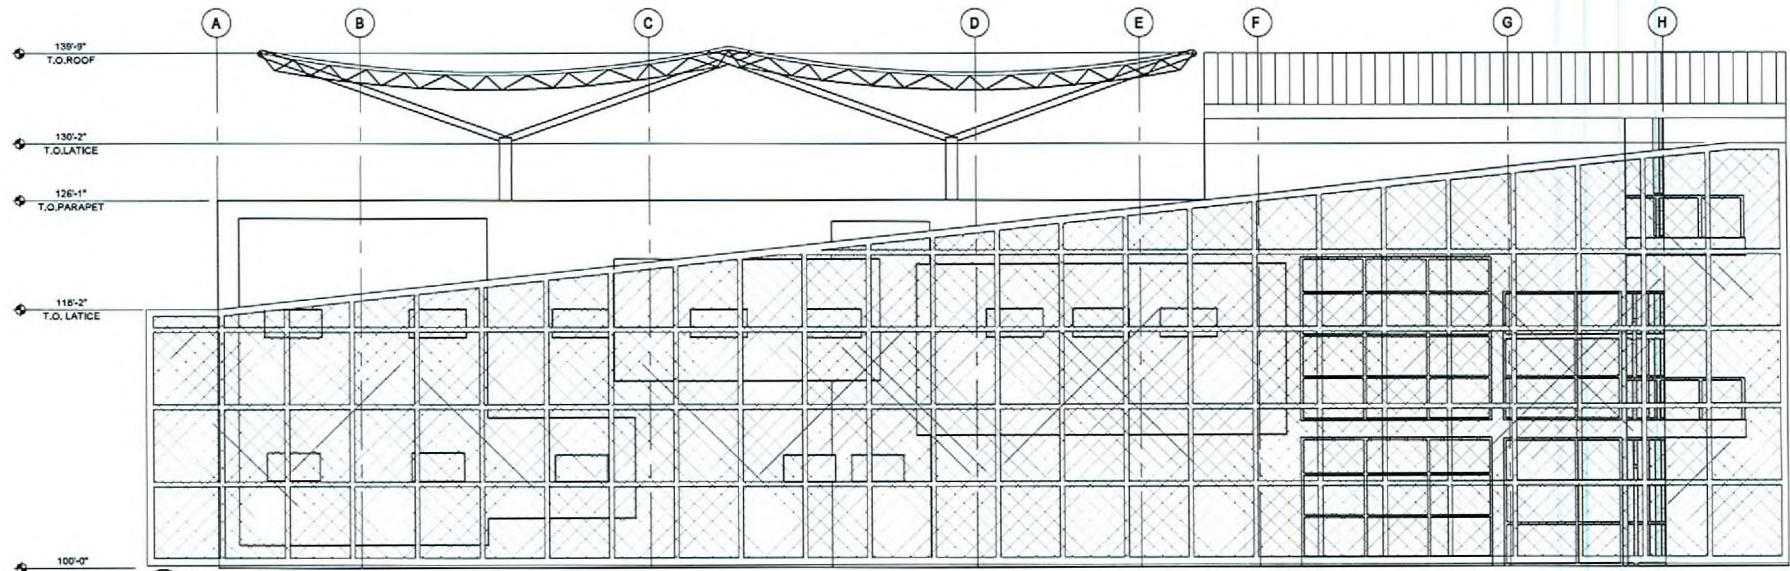 A B C D E F G H
139'-9"
T.O.ROOF
130'-2"
T.O.LATICE
126'-1"
T.O.PARAPET
118'-2"
T.O. LATICE
100'-0"